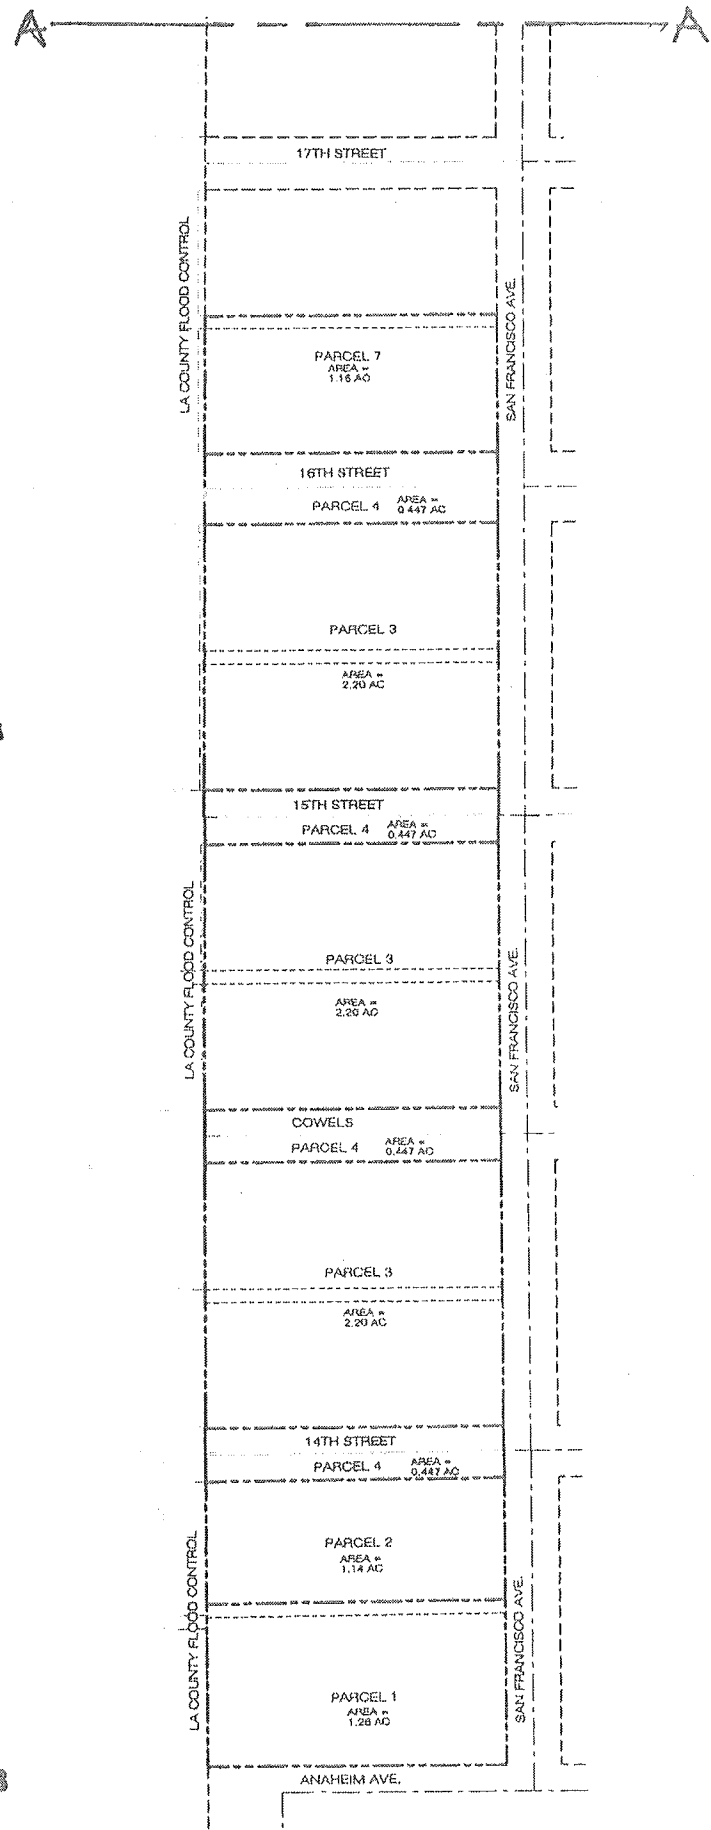 A A
17TH STREET
LA COUNTY FLOOD CONTROL
SAN FRANCISCO AVE.
PARCEL 7
AREA =
1.16 AC
16TH STREET
PARCEL 4 AREA =
0.447 AC
PARCEL 3
AREA =
2.20 AC
15TH STREET
PARCEL 4 AREA =
0.447 AC
LA COUNTY FLOOD CONTROL
SAN FRANCISCO AVE.
PARCEL 3
AREA =
2.20 AC
COWELS
PARCEL 4 AREA =
0.447 AC
PARCEL 3
AREA =
2.20 AC
14TH STREET
PARCEL 4 AREA =
0.447 AC
LA COUNTY FLOOD CONTROL
SAN FRANCISCO AVE.
PARCEL 2
AREA =
1.14 AC
PARCEL 1
AREA =
1.26 AC
ANAHEIM AVE.